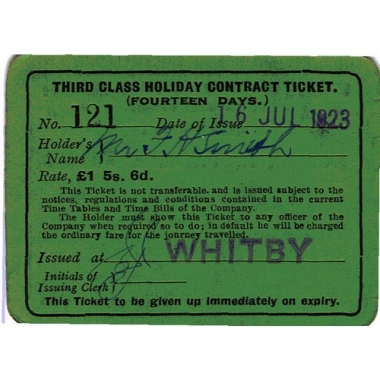 THIRD CLASS HOLIDAY CONTRACT TICKET.
(FOURTEEN DAYS.)
No. 121 Date of Issue 16 JUL 1923
Holder's
Name Smith
Rate, £1 5s. 6d.
This Ticket is not transferable. and is issued subject to the
notices, regulations and conditions contained in the current
Time Tables and Time Bills of the Company.
The Holder must show this Ticket to any officer of the
Company when required so to do; in default he will be charged
the ordinary fare for the journey travelled.
Issued at WHITBY
Initials of
Issuing Clerk
This Ticket to be given up immediately on expiry.